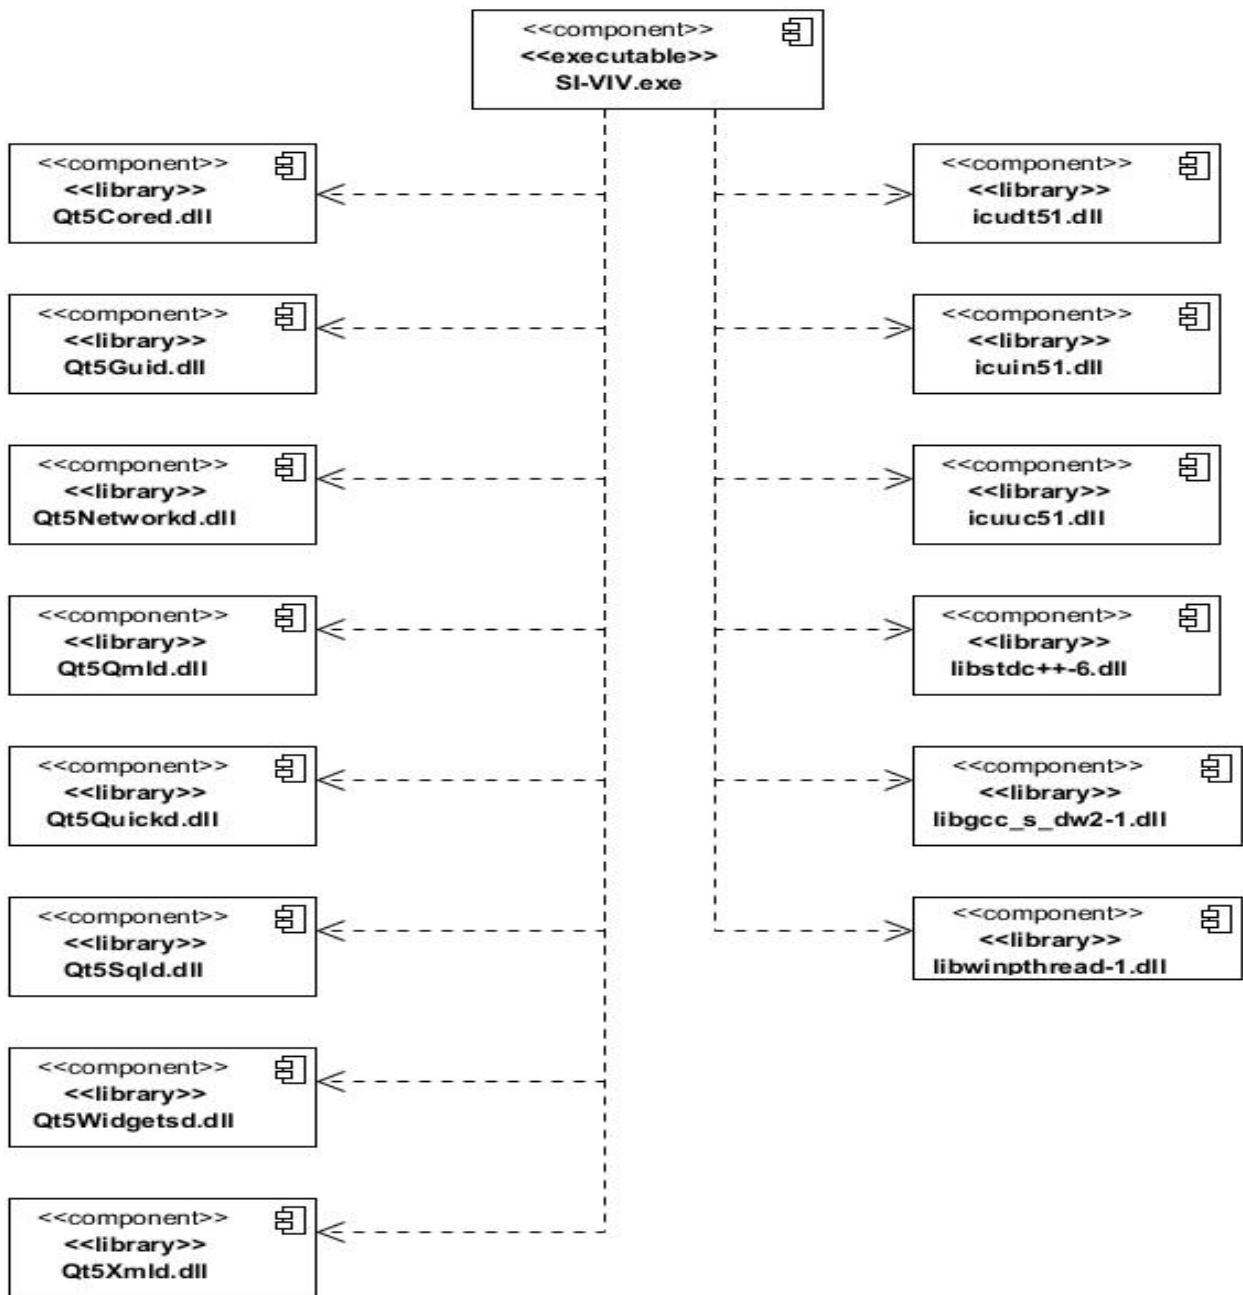 <<component>>
<<executable>>
SI-VIV.exe
<<component>>
<<library>>
Qt5Cored.dll
<<component>>
<<library>>
icudt51.dll
<<component>>
<<library>>
Qt5Guid.dll
<<component>>
<<library>>
icuin51.dll
<<component>>
<<library>>
Qt5Networkd.dll
<<component>>
<<library>>
icuuc51.dll
<<component>>
<<library>>
Qt5Qmld.dll
<<component>>
<<library>>
libstdc++-6.dll
<<component>>
<<library>>
Qt5Quickd.dll
<<component>>
<<library>>
libgcc_s_dw2-1.dll
<<component>>
<<library>>
Qt5Sqld.dll
<<component>>
<<library>>
libwinpthread-1.dll
<<component>>
<<library>>
Qt5Widgetsd.dll
<<component>>
<<library>>
Qt5Xmld.dll